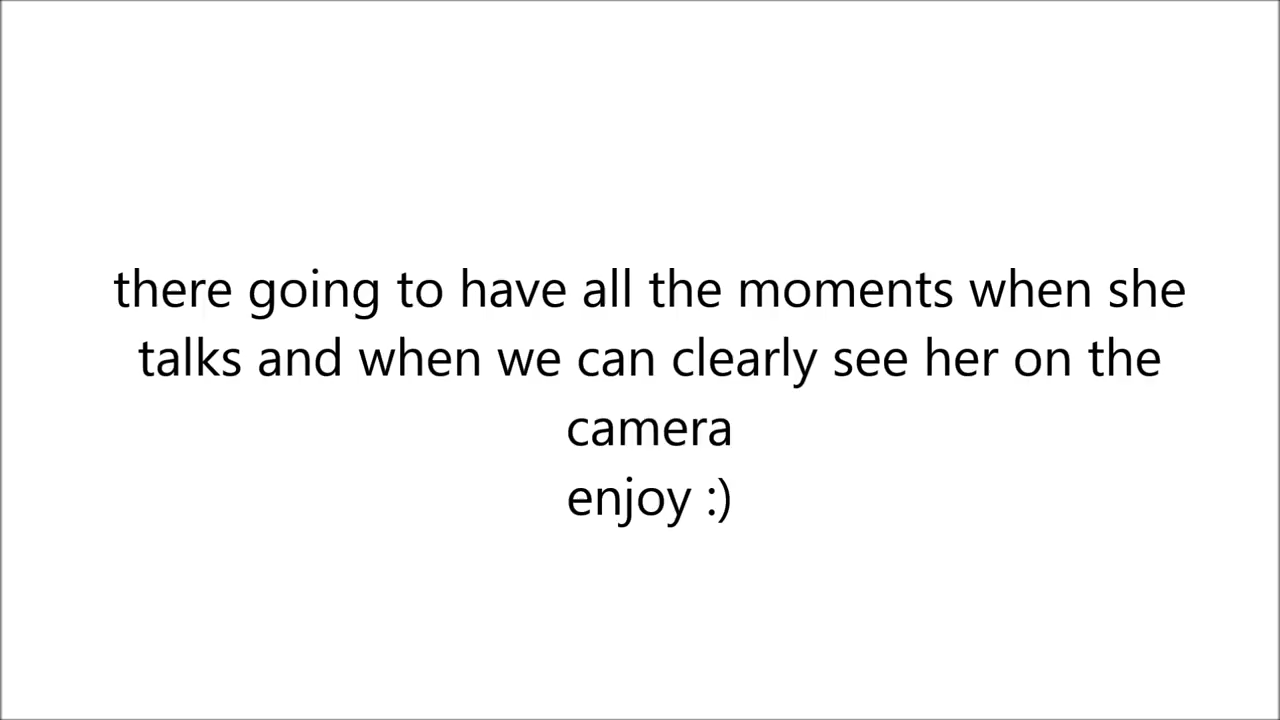 there going to have all the moments when she
talks and when we can clearly see her on the
camera
enjoy :)